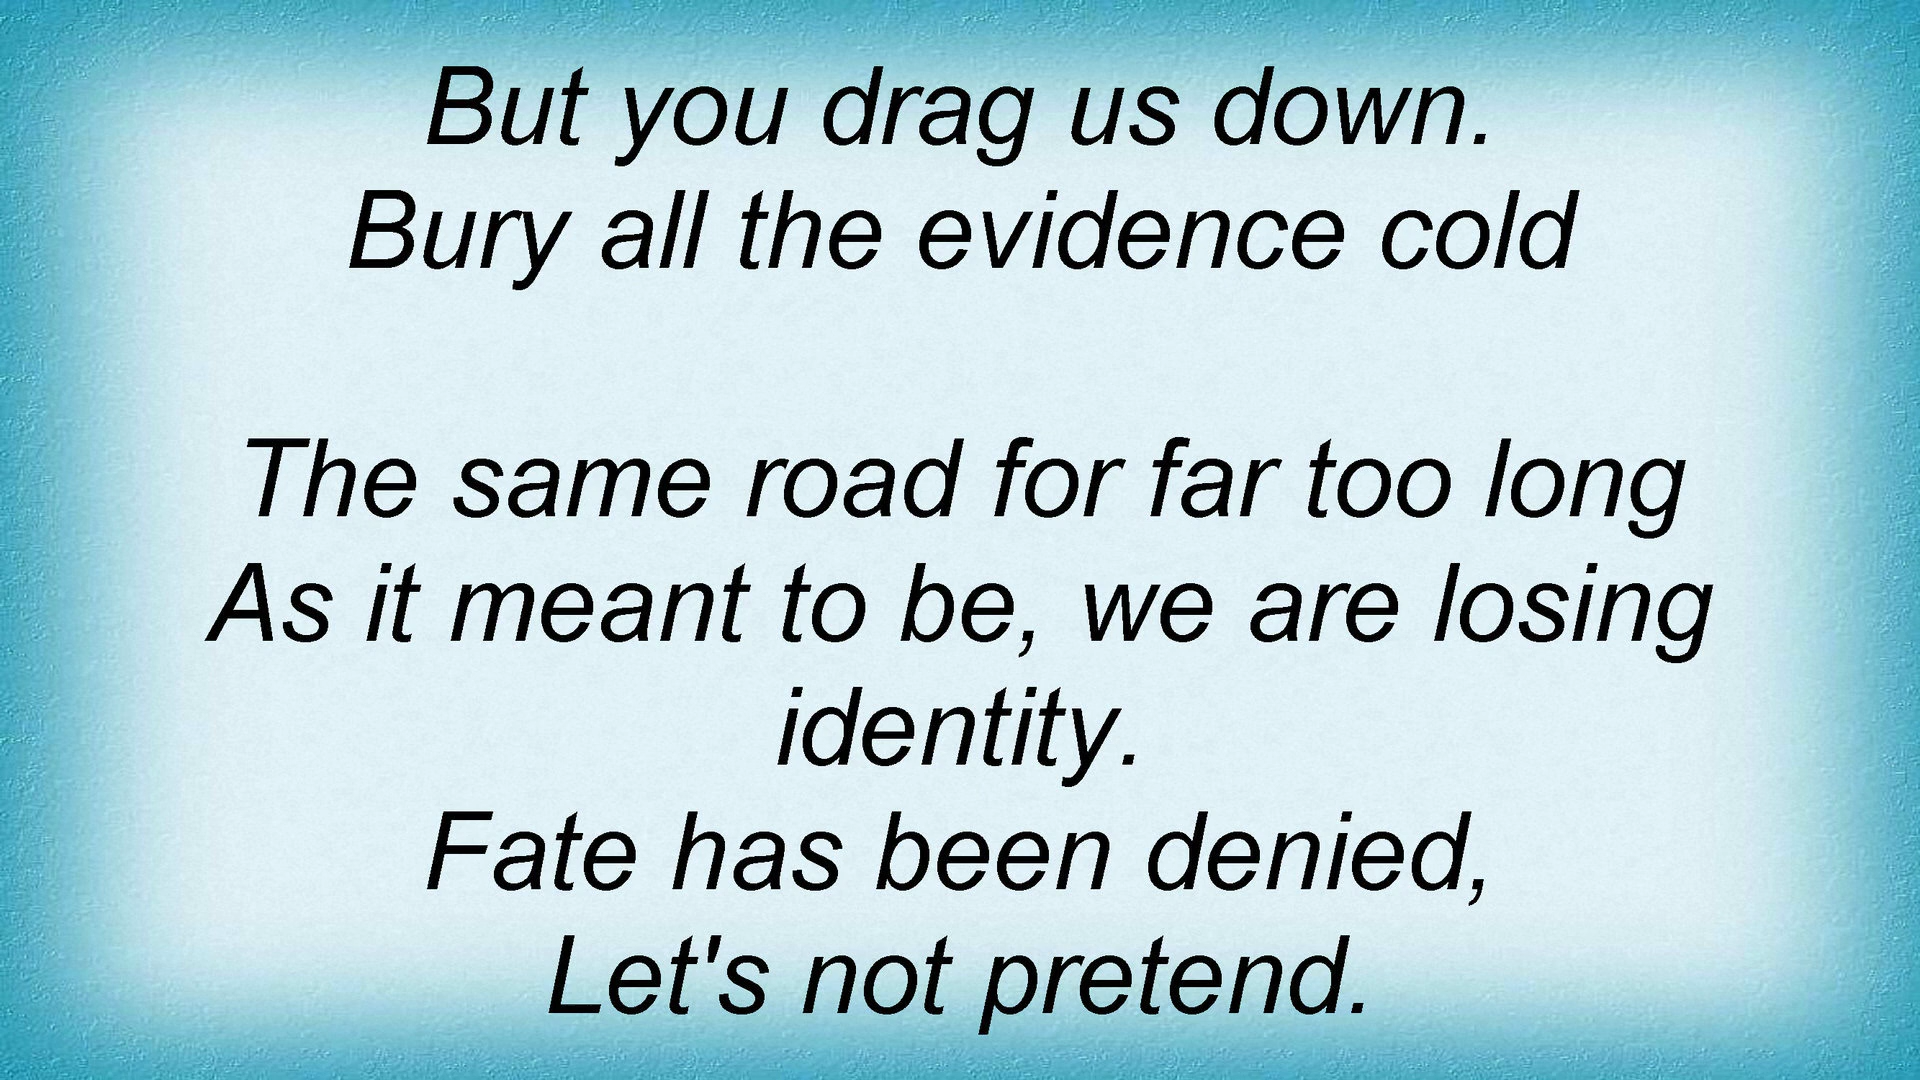 But you drag us down.
Bury all the evidence cold
The same road for far too long
As it meant to be, we are losing
identity.
Fate has been denied,
Let's not pretend.